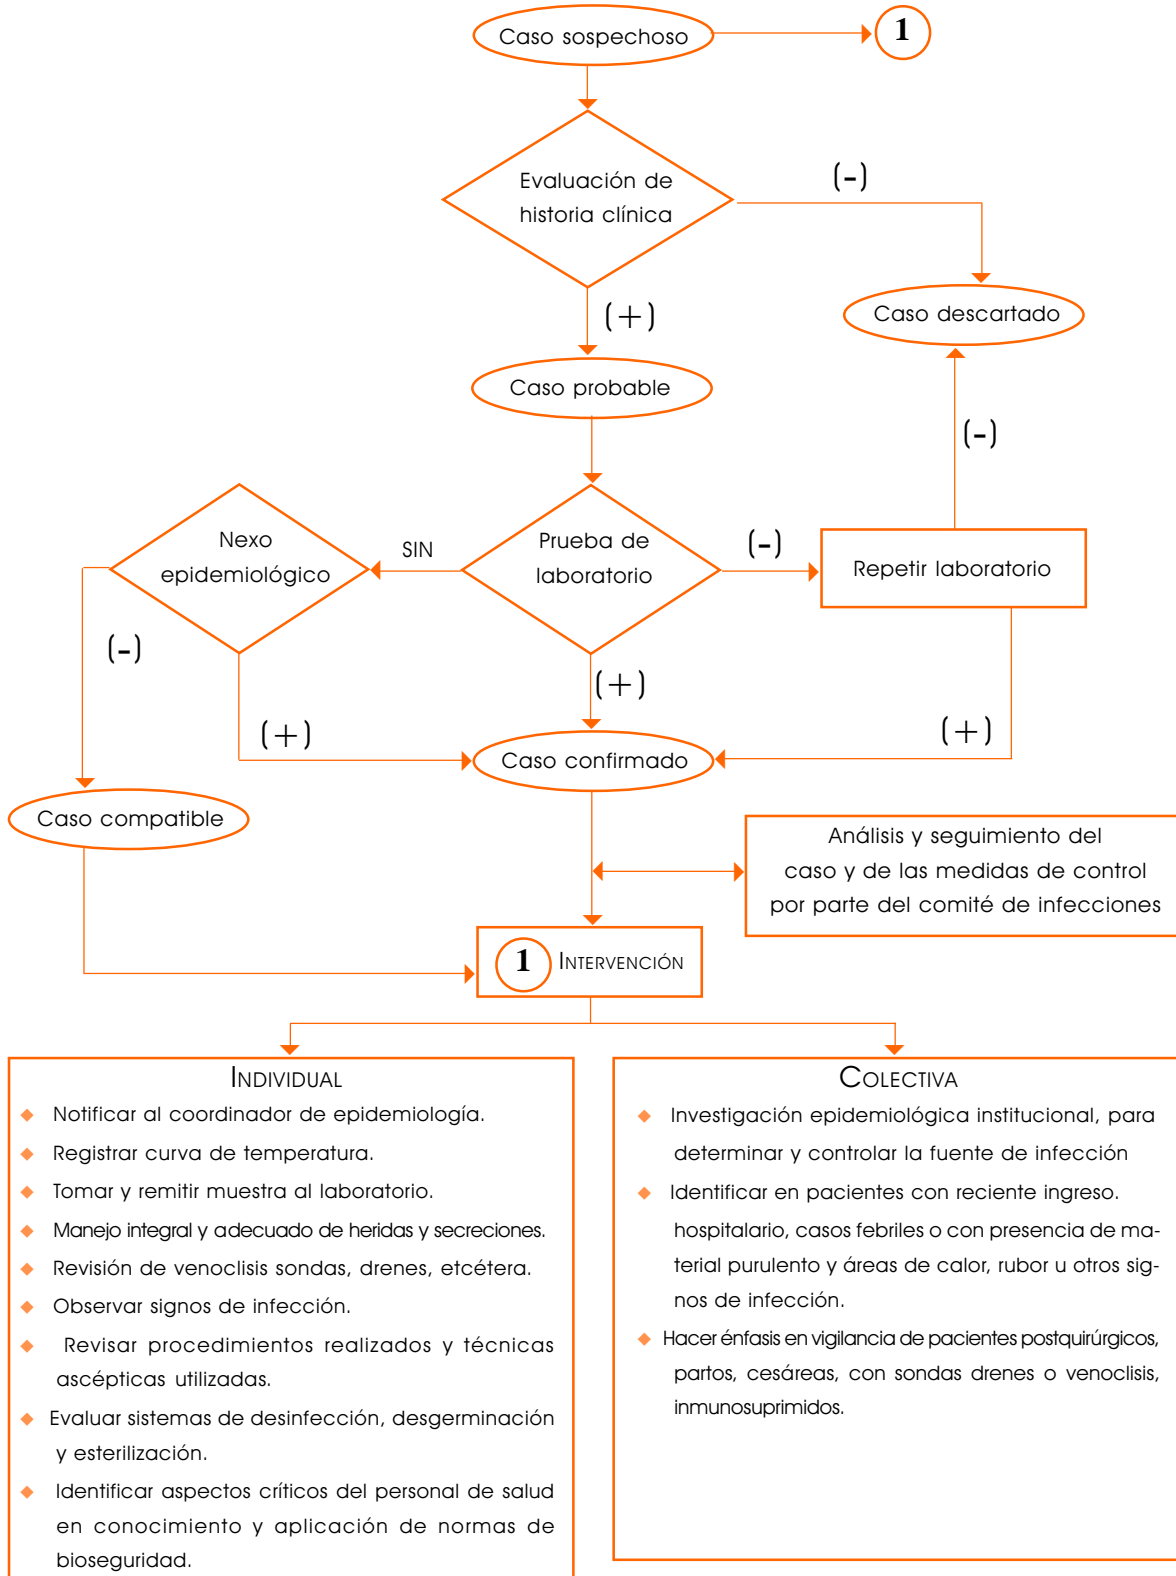 Caso sospechoso
1
Evaluación de
historia clínica
(-)
Caso descartado
(+)
Caso probable
(-)
Nexo
epidemiológico
SIN
Prueba de
laboratorio
(-)
Repetir laboratorio
(-)
(+)
(+)
(+)
Caso confirmado
Caso compatible
Análisis y seguimiento del
caso y de las medidas de control
por parte del comité de infecciones
1 INTERVENCIÓN
INDIVIDUAL
◆ Notificar al coordinador de epidemiología.
◆ Registrar curva de temperatura.
◆ Tomar y remitir muestra al laboratorio.
◆ Manejo integral y adecuado de heridas y secreciones.
◆ Revisión de venoclisis sondas, drenes, etcétera.
◆ Observar signos de infección.
◆ Revisar procedimientos realizados y técnicas
ascépticas utilizadas.
◆ Evaluar sistemas de desinfección, desgerminación
y esterilización.
◆ Identificar aspectos críticos del personal de salud
en conocimiento y aplicación de normas de
bioseguridad.
COLECTIVA
◆ Investigación epidemiológica institucional, para
determinar y controlar la fuente de infección
◆ Identificar en pacientes con reciente ingreso.
hospitalario, casos febriles o con presencia de ma-
terial purulento y áreas de calor, rubor u otros sig-
nos de infección.
◆ Hacer énfasis en vigilancia de pacientes postquirúrgicos,
partos, cesáreas, con sondas drenes o venoclisis,
inmunosuprimidos.